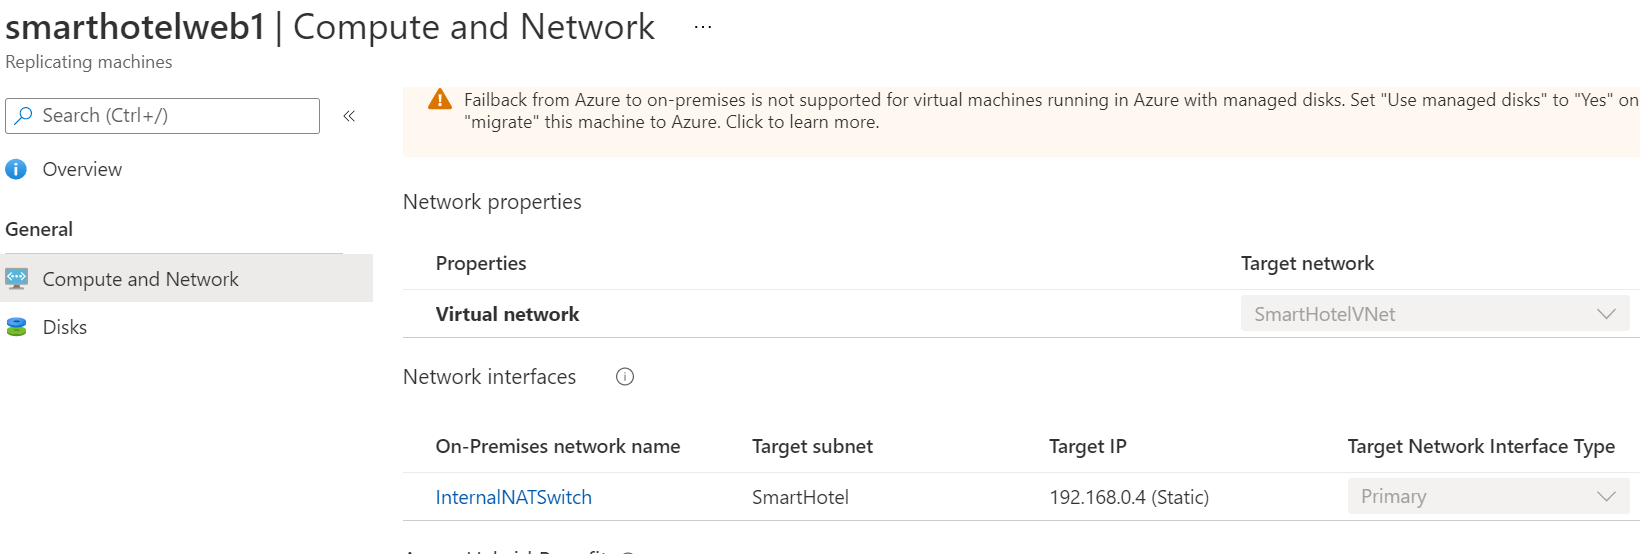 smarthotelweb1 | Compute and Network ...
Replicating machines
Search (Ctrl+/)
«
Failback from Azure to on-premises is not supported for virtual machines running in Azure with managed disks. Set "Use managed disks" to "Yes" on
"migrate" this machine to Azure. Click to learn more.
Overview
General
Compute and Network
Disks
Network properties
Properties Target network
Virtual network SmartHotelVNet
Network interfaces
On-Premises network name Target subnet Target IP Target Network Interface Type
InternalNATSwitch SmartHotel 192.168.0.4 (Static) Primary